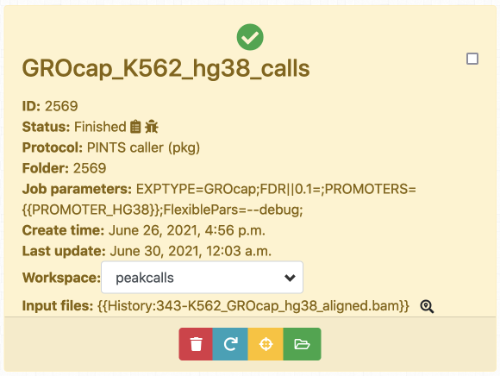 GROcap_K562_hg38_calls
ID: 2569
Status: Finished
Protocol: PINTS caller (pkg)
Folder: 2569
Job parameters: EXPTYPE=GROcap;FDR||0.1=;PROMOTERS=
{{PROMOTER_HG38}};FlexiblePars=--debug;
Create time: June 26, 2021, 4:56 p.m.
Last update: June 30, 2021, 12:03 a.m.
Workspace: peakcalls
Input files: {{History:343-K562_GROcap_hg38_aligned.bam}}